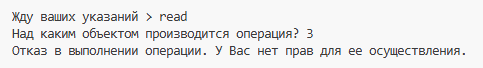 Жду ваших указаний > read
Над каким объектом производится операция? 3
Отказ в выполнении операции. У Вас нет прав для ее осуществления.